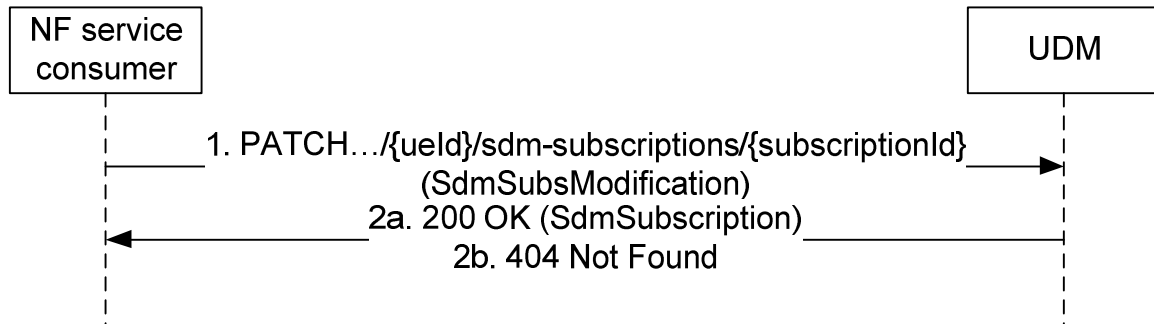 NF service
consumer
UDM
1. PATCH…/{ueId}/sdm-subscriptions/{subscriptionId}
(SdmSubsModification)
2a. 200 OK (SdmSubscription)
2b. 404 Not Found